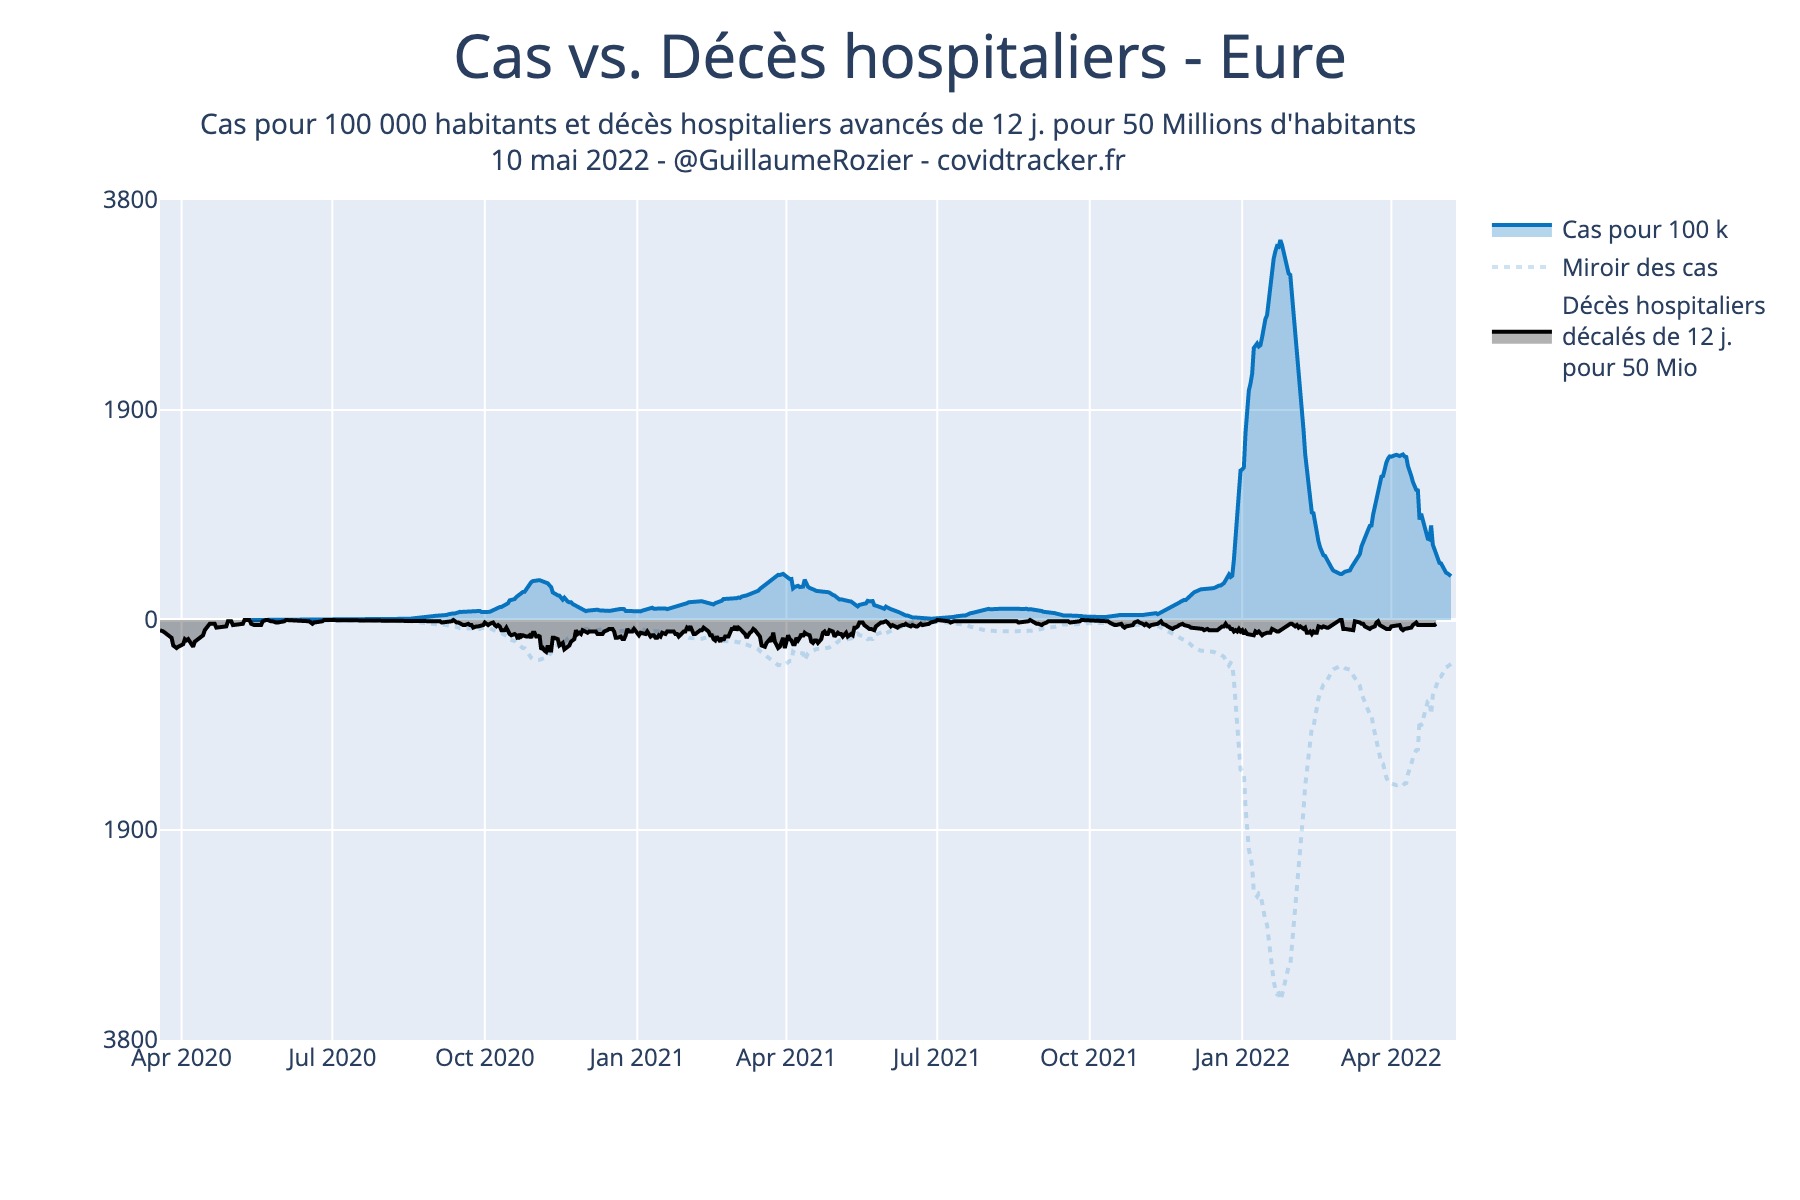 Cas vs. Décès hospitaliers - Eure
Cas pour 100 000 habitants et décès hospitaliers avancés de 12 j. pour 50 Millions d'habitants
10 mai 2022 - @GuillaumeRozier - covidtracker.fr
3800
1900
0
1900
3800
Apr 2020
Jul 2020
Oct 2020
Jan 2021
Apr 2021
Jul 2021
Oct 2021
Jan 2022
Apr 2022
Cas pour 100 k
Miroir des cas
Décès hospitaliers
décalés de 12 j.
pour 50 Mio